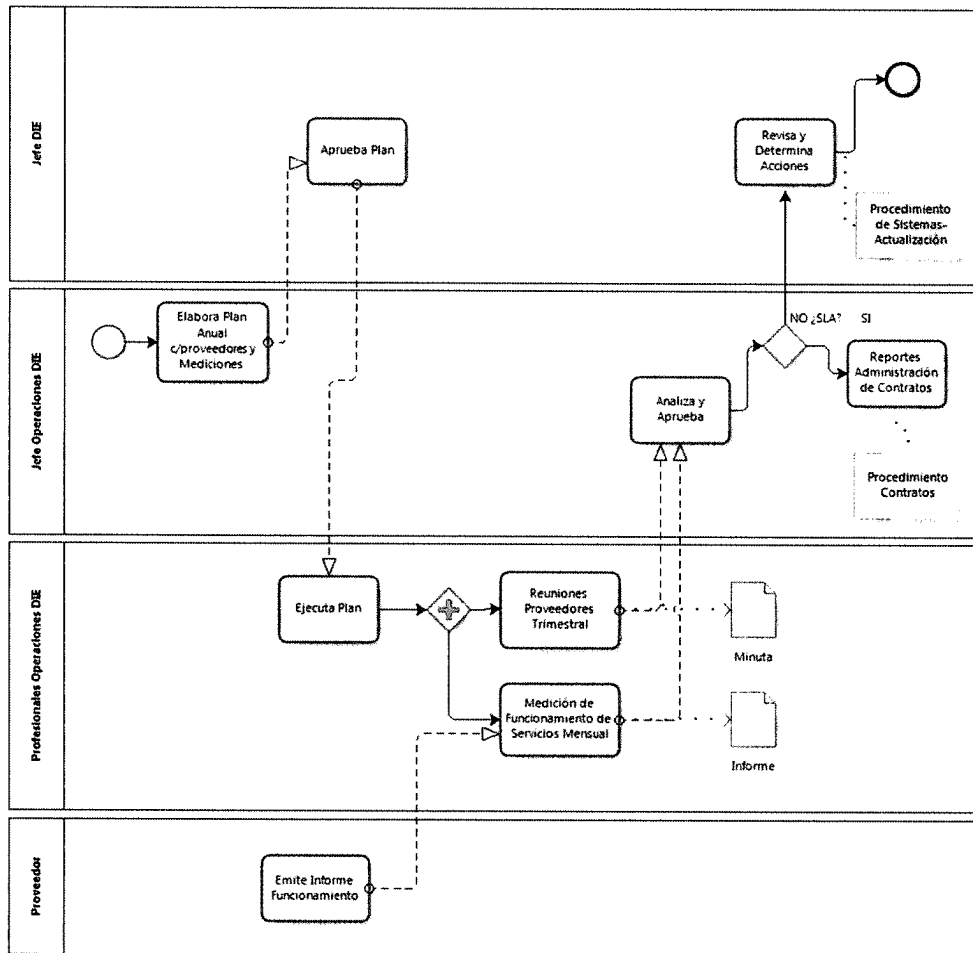 Jefe DIE
Aprueba Plan
Revisa y
Determina
Acciones
Procedimiento
de Sistemas-
Actualización
Jefe Operaciones DIE
Elabora Plan
Anual
c/proveedores y
Mediciones
NO ¿SLA? SI
Reportes
Administración
de Contratos
Analiza y
Aprueba
Procedimiento
Contratos
Profesionales Operaciones DIE
Ejecuta Plan
Reuniones
Proveedores
Trimestral
Minuta
Medición de
Funcionamiento de
Servicios Mensual
Informe
Proveedor
Emite Informe
Funcionamiento